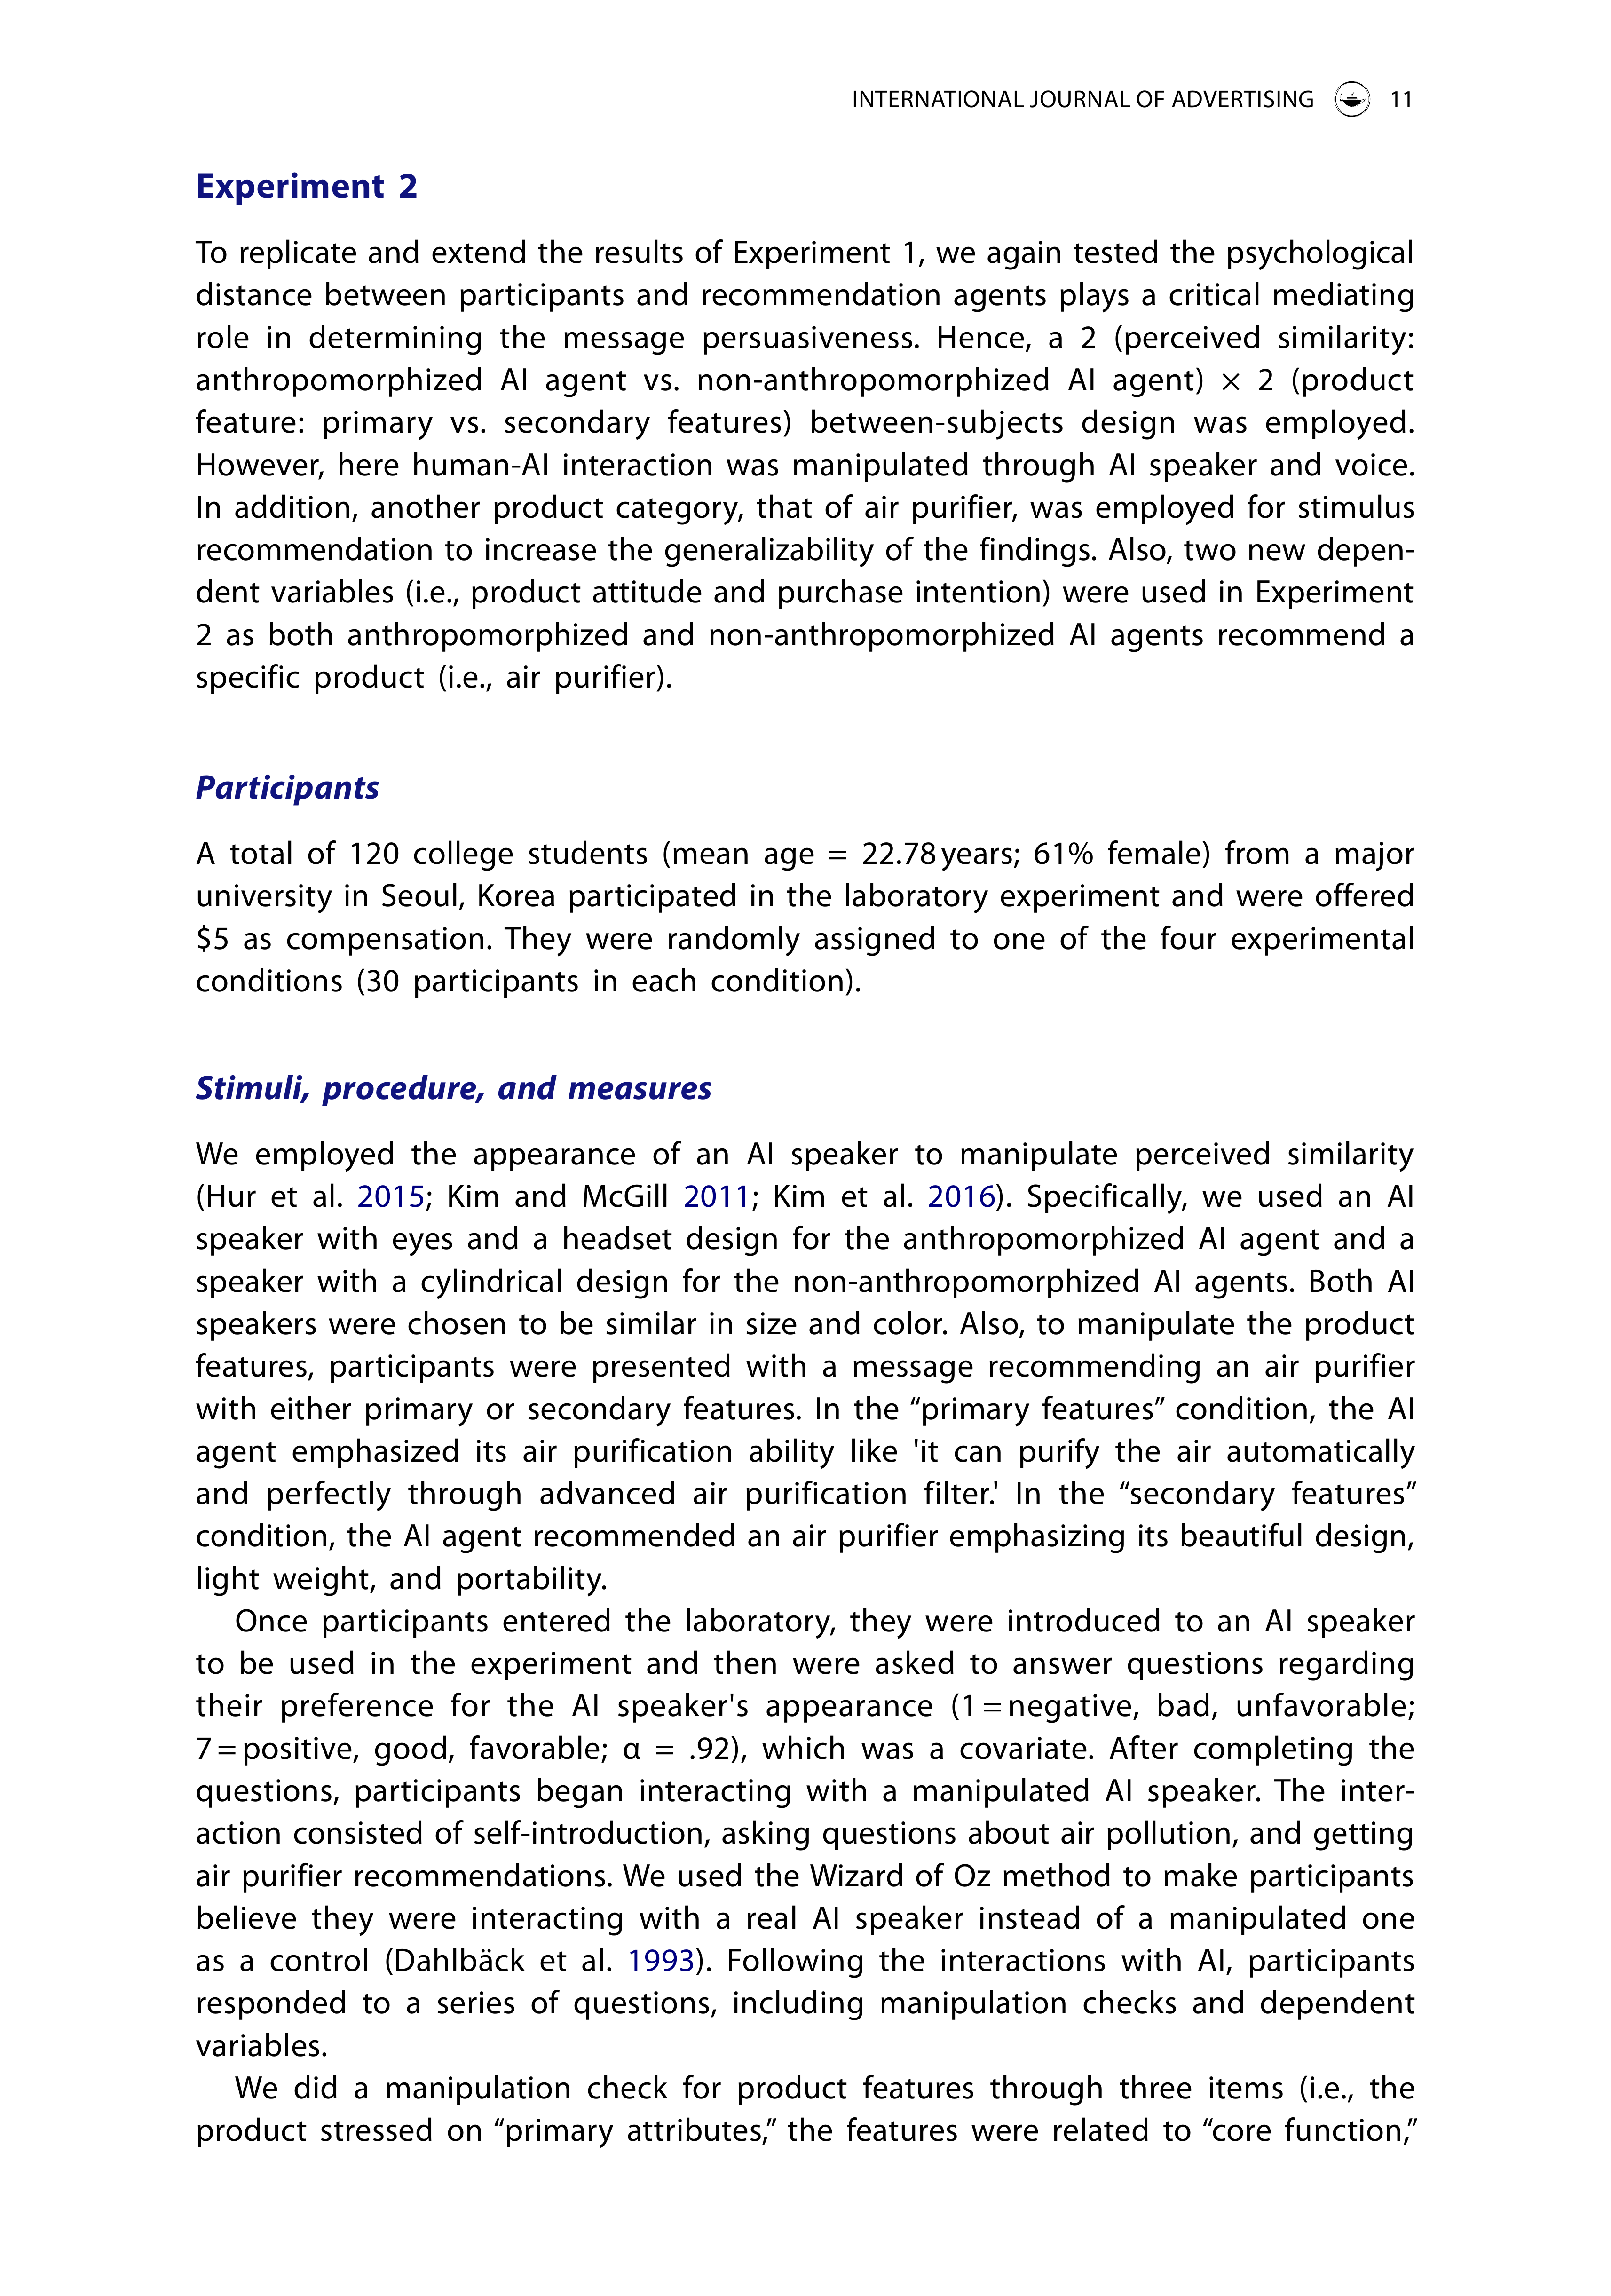 INTERNATIONAL JOURNAL OF ADVERTISING 11
Experiment 2
To replicate and extend the results of Experiment 1, we again tested the psychological
distance between participants and recommendation agents plays a critical mediating
role in determining the message persuasiveness. Hence, a 2 (perceived similarity:
anthropomorphized AI agent vs. non-anthropomorphized AI agent) × 2 (product
feature: primary vs. secondary features) between-subjects design was employed.
However, here human-AI interaction was manipulated through AI speaker and voice.
In addition, another product category, that of air purifier, was employed for stimulus
recommendation to increase the generalizability of the findings. Also, two new depen-
dent variables (i.e., product attitude and purchase intention) were used in Experiment
2 as both anthropomorphized and non-anthropomorphized AI agents recommend a
specific product (i.e., air purifier).
Participants
A total of 120 college students (mean age = 22.78 years; 61% female) from a major
university in Seoul, Korea participated in the laboratory experiment and were offered
$5 as compensation. They were randomly assigned to one of the four experimental
conditions (30 participants in each condition).
Stimuli, procedure, and measures
We employed the appearance of an AI speaker to manipulate perceived similarity
(Hur et al. 2015; Kim and McGill 2011; Kim et al. 2016). Specifically, we used an AI
speaker with eyes and a headset design for the anthropomorphized AI agent and a
speaker with a cylindrical design for the non-anthropomorphized AI agents. Both AI
speakers were chosen to be similar in size and color. Also, to manipulate the product
features, participants were presented with a message recommending an air purifier
with either primary or secondary features. In the “primary features” condition, the AI
agent emphasized its air purification ability like 'it can purify the air automatically
and perfectly through advanced air purification filter.' In the “secondary features”
condition, the AI agent recommended an air purifier emphasizing its beautiful design,
light weight, and portability.
Once participants entered the laboratory, they were introduced to an AI speaker
to be used in the experiment and then were asked to answer questions regarding
their preference for the AI speaker's appearance (1 = negative, bad, unfavorable;
7 = positive, good, favorable; α = .92), which was a covariate. After completing the
questions, participants began interacting with a manipulated AI speaker. The inter-
action consisted of self-introduction, asking questions about air pollution, and getting
air purifier recommendations. We used the Wizard of Oz method to make participants
believe they were interacting with a real AI speaker instead of a manipulated one
as a control (Dahlbäck et al. 1993). Following the interactions with AI, participants
responded to a series of questions, including manipulation checks and dependent
variables.
We did a manipulation check for product features through three items (i.e., the
product stressed on “primary attributes,” the features were related to “core function,”